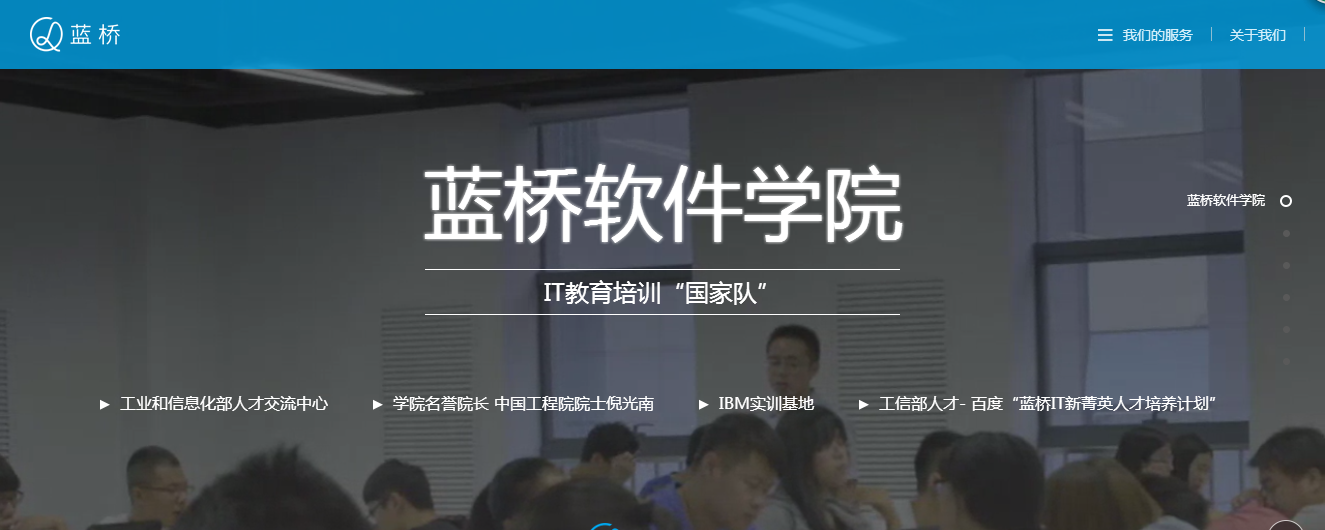 蓝桥
我们的服务
关于我们
蓝桥软件学院
蓝桥软件学院
IT教育培训“国家队”
工业和信息化部人才交流中心
学院名誉院长 中国工程院院士倪光南
IBM实训基地
工信部人才- 百度“蓝桥IT新菁英人才培养计划”